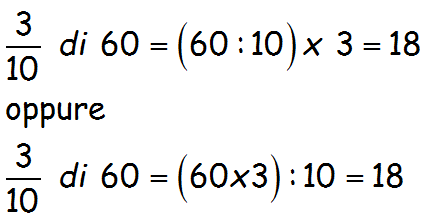 3/10 di 60 = (60 : 10) x 3 = 18
oppure
3/10 di 60 = (60x3) : 10 = 18